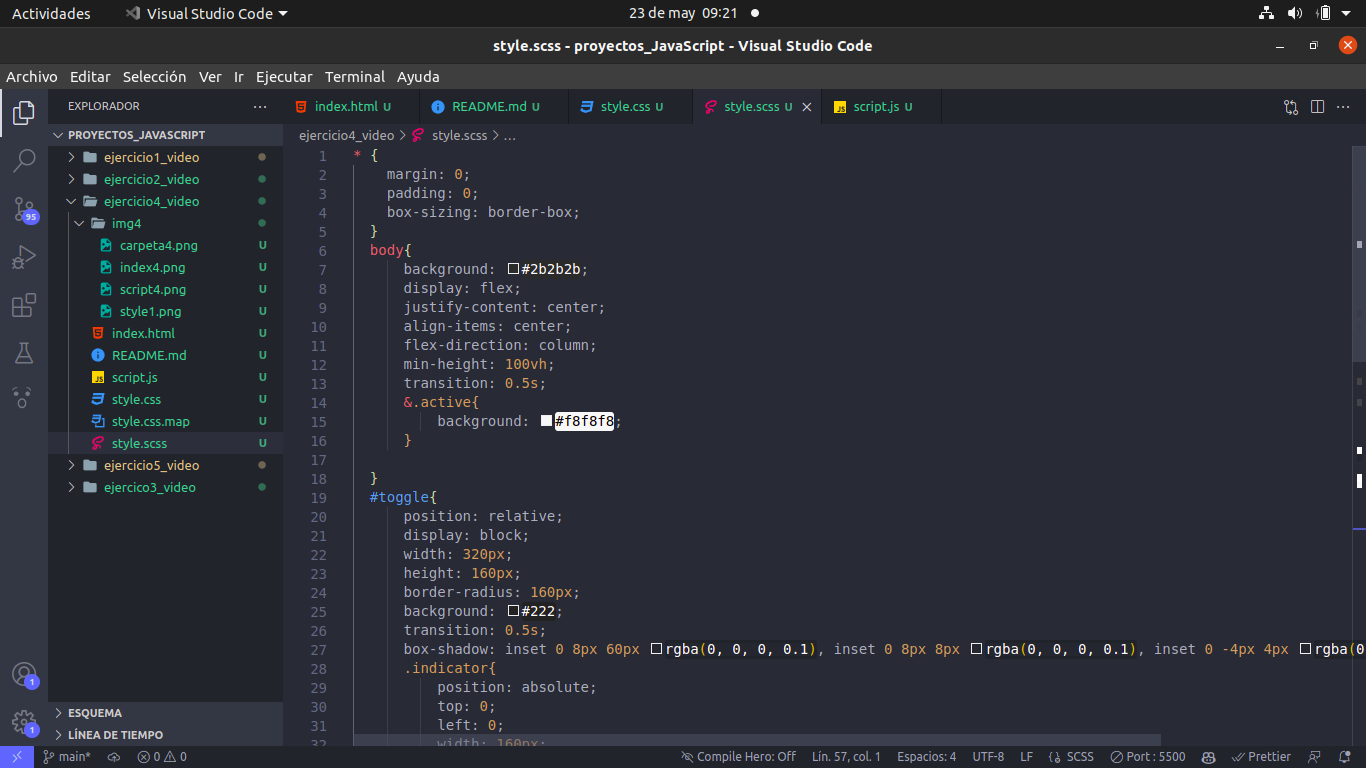 Actividades Visual Studio Code 23 de may 09:21
style.scss - proyectos_JavaScript - Visual Studio Code
Archivo Editar Selección Ver Ir Ejecutar Terminal Ayuda
EXPLORADOR
PROYECTOS_JAVASCRIPT
ejercicio1_video
ejercicio2_video
ejercicio4_video
img4
carpeta4.png U
index4.png U
script4.png U
style1.png U
index.html U
README.md U
script.js U
style.css U
style.css.map U
style.scss U
ejercicio5_video
ejercico3_video
ESQUEMA
LÍNEA DE TIEMPO
95
1
1
index.html U README.md U style.css U style.scss U script.js U
ejercicio4_video > style.scss > ...
1 * {
2 margin: 0;
3 padding: 0;
4 box-sizing: border-box;
5 }
6 body{
7 background: #2b2b2b;
8 display: flex;
9 justify-content: center;
10 align-items: center;
11 flex-direction: column;
12 min-height: 100vh;
13 transition: 0.5s;
14 &.active{
15 background: #f8f8f8;
16 }
17
18 }
19 #toggle{
20 position: relative;
21 display: block;
22 width: 320px;
23 height: 160px;
24 border-radius: 160px;
25 background: #222;
26 transition: 0.5s;
27 box-shadow: inset 0 8px 60px rgba(0, 0, 0, 0.1), inset 0 8px 8px rgba(0, 0, 0, 0.1), inset 0 -4px 4px rgba(0
28 .indicator{
29 position: absolute;
30 top: 0;
31 left: 0;
32 width: 160px;
main* 0 0 Compile Hero: Off Lín. 57, col. 1 Espacios: 4 UTF-8 LF SCSS Port : 5500 Prettier